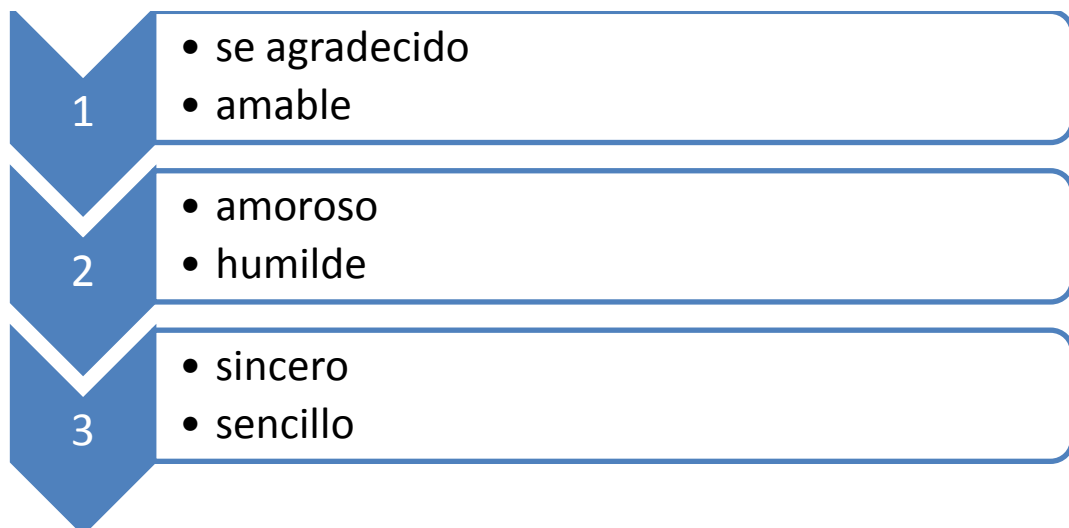 1
• se agradecido
• amable
2
• amoroso
• humilde
3
• sincero
• sencillo